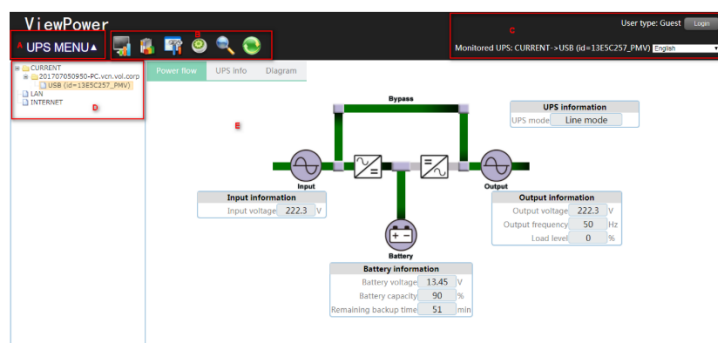 ViewPower
A UPS MENU▲
B
C
User type: Guest Login
Monitored UPS: CURRENT->USB (id=13E5C257_PMV) English
CURRENT
201707050950-PC.vcn.vol.corp
USB (id=13E5C257_PMV)
LAN
INTERNET
D
Power flow UPS info Diagram
E
Bypass
UPS information
UPS mode Line mode
Input
Output
Input information
Input voltage 222.3 V
Output information
Output voltage 222.3 V
Output frequency 50 Hz
Load level 0 %
Battery
Battery information
Battery voltage 13.45 V
Battery capacity 90 %
Remaining backup time 51 min